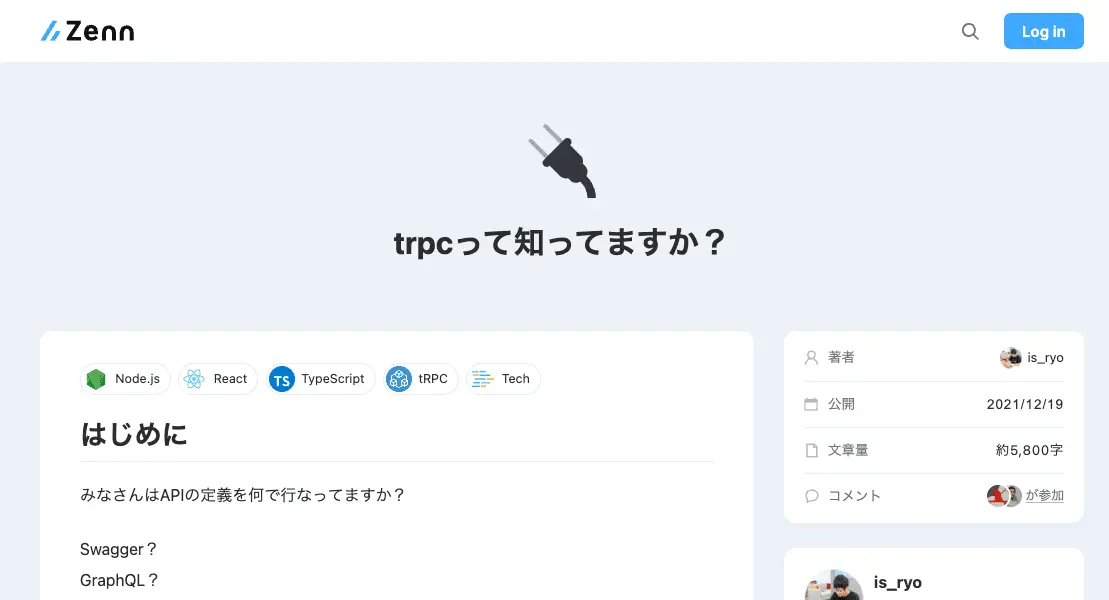 Zenn
Log in
trpcって知ってますか？
Node.js
React
TS TypeScript
tRPC
Tech
はじめに
みなさんはAPIの定義を何で行なってますか？
Swagger？
GraphQL？
著者 is_ryo
公開 2021/12/19
文章量 約5,800字
コメント が参加
is_ryo